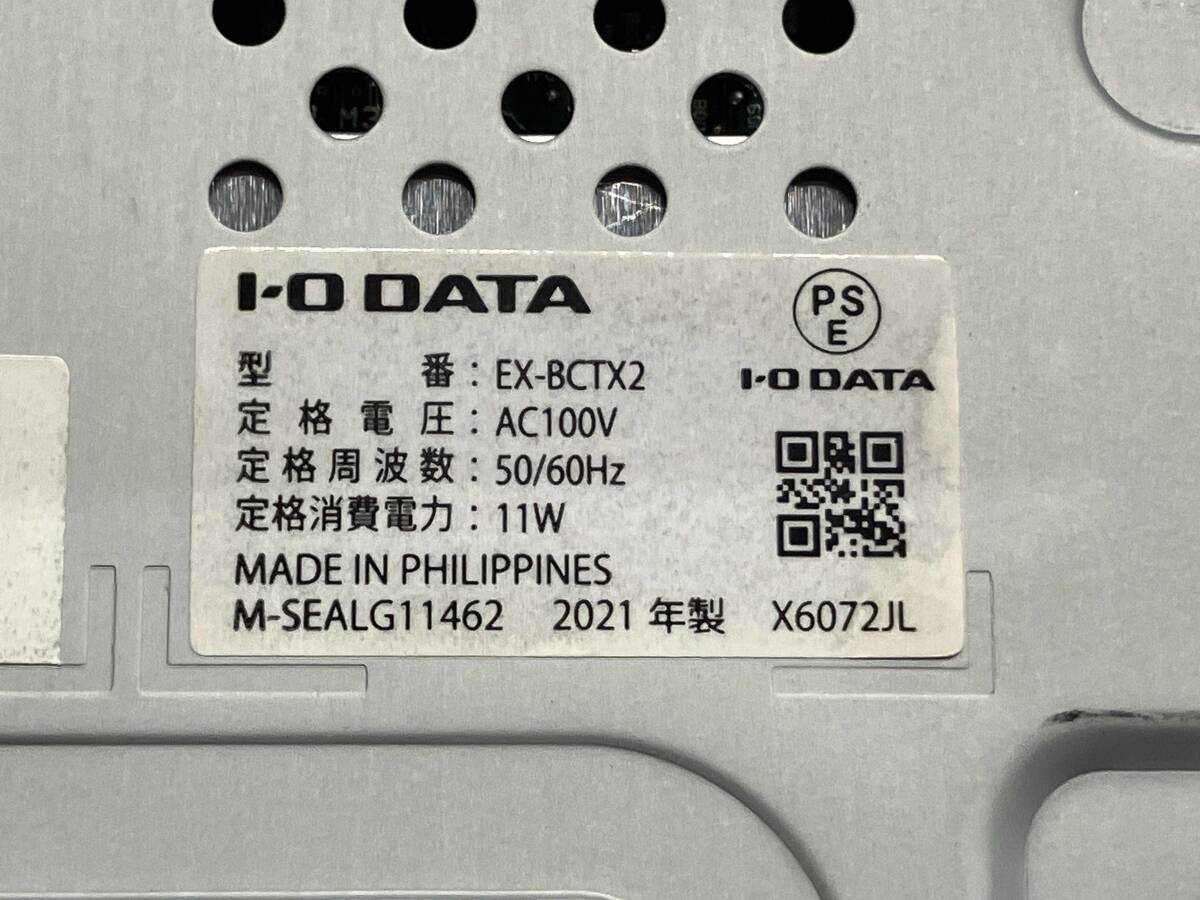 I-O DATA
PS
E
I-O DATA
型番：EX-BCTX2
定格電圧：AC100V
定格周波数：50/60Hz
定格消費電力：11W
MADE IN PHILIPPINES
M-SEALG11462 2021 年製 X6072JL